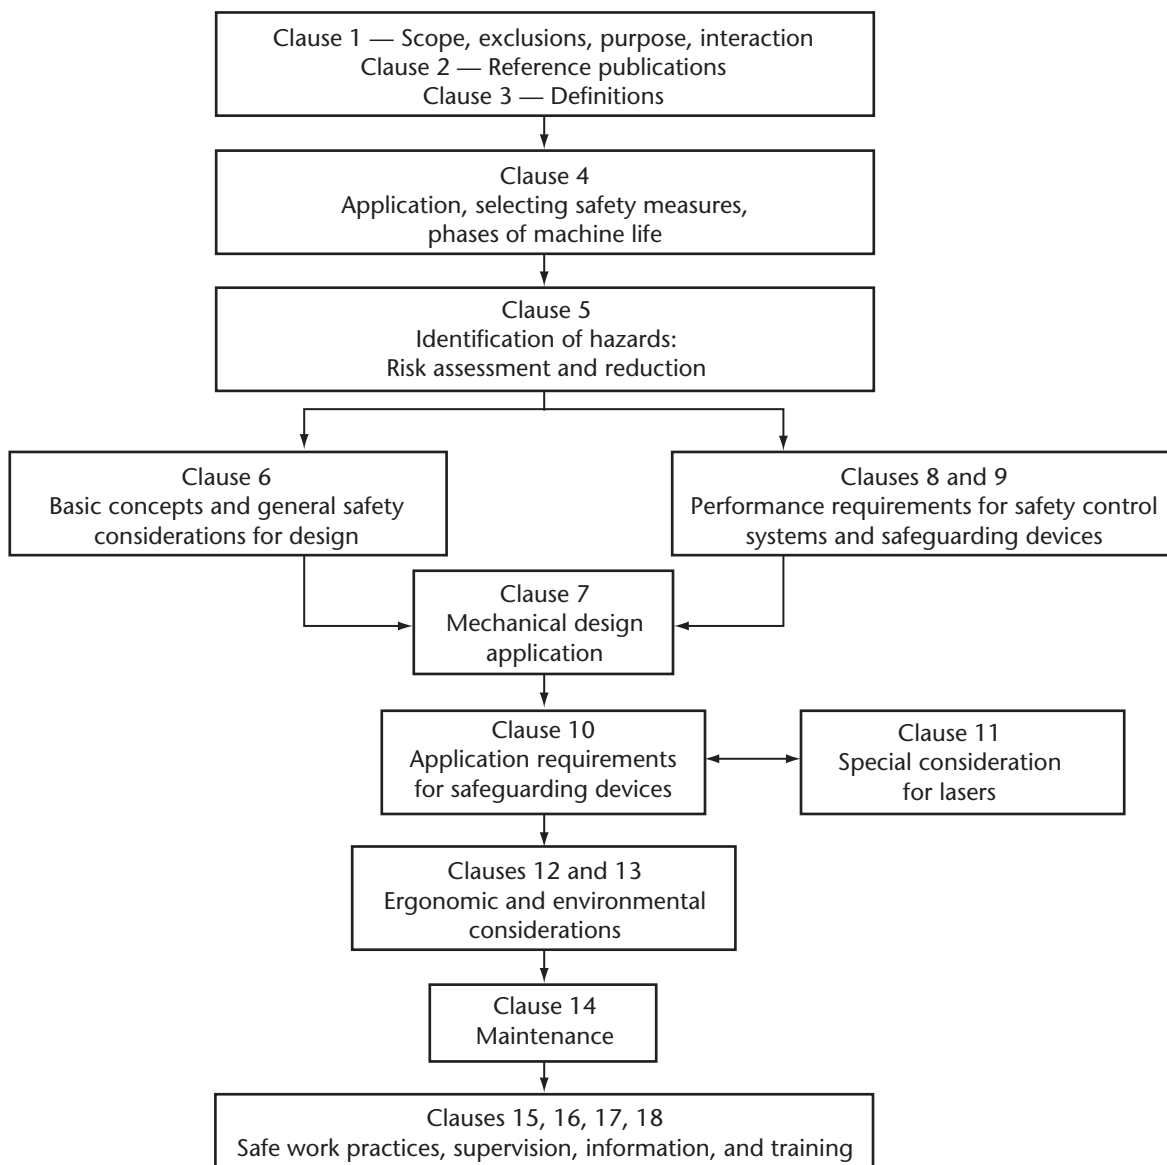 Clause 1 — Scope, exclusions, purpose, interaction
Clause 2 — Reference publications
Clause 3 — Definitions
Clause 4
Application, selecting safety measures,
phases of machine life
Clause 5
Identification of hazards:
Risk assessment and reduction
Clause 6
Basic concepts and general safety
considerations for design
Clauses 8 and 9
Performance requirements for safety control
systems and safeguarding devices
Clause 7
Mechanical design
application
Clause 10
Application requirements
for safeguarding devices
Clause 11
Special consideration
for lasers
Clauses 12 and 13
Ergonomic and environmental
considerations
Clause 14
Maintenance
Clauses 15, 16, 17, 18
Safe work practices, supervision, information, and training